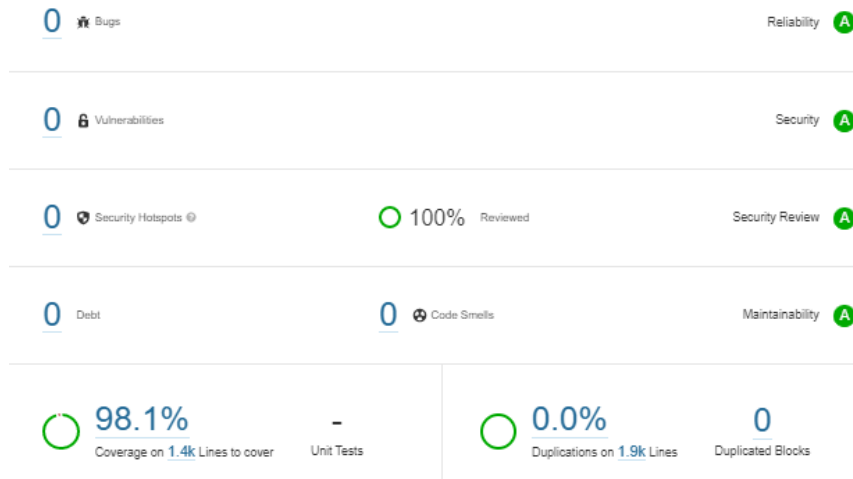 0 Bugs Reliability A
0 Vulnerabilities Security A
0 Security Hotspots ? 100% Reviewed Security Review A
0 Debt 0 Code Smells Maintainability A
98.1% - 0.0% 0
Coverage on 1.4k Lines to cover Unit Tests Duplications on 1.9k Lines Duplicated Blocks